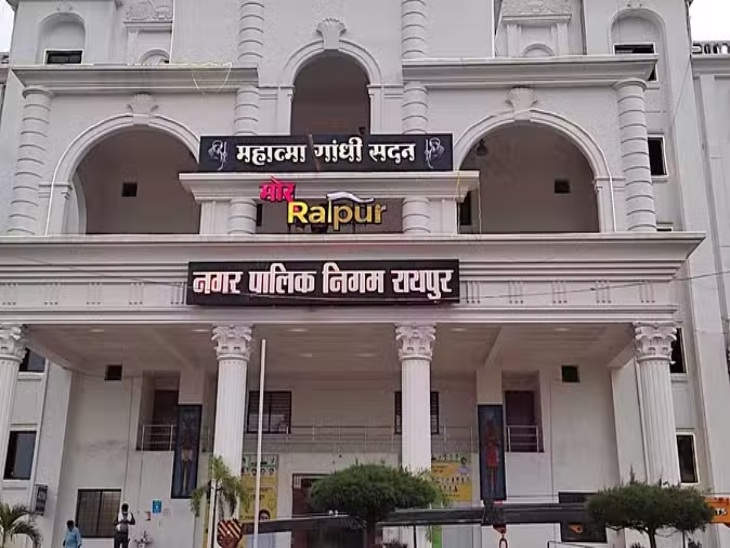 महात्मा गांधी सदन
मोर
Raipur
नगर पालिक निगम रायपुर